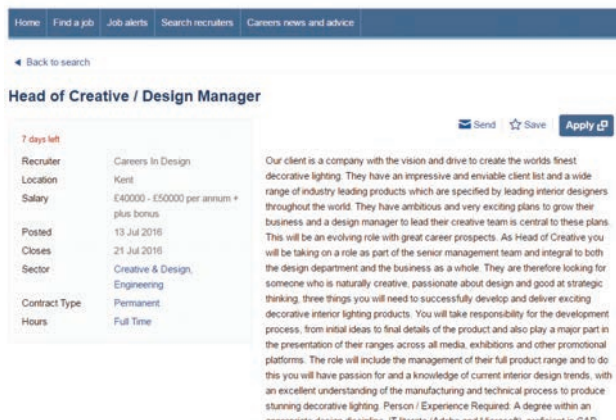 Home Find a job Job alerts Search recruiters Careers news and advice
Back to search
Head of Creative / Design Manager
Send Save Apply
7 days left
Recruiter Careers In Design
Location Kent
Salary £40000 - £50000 per annum +
plus bonus
Posted 13 Jul 2016
Closes 21 Jul 2016
Sector Creative & Design,
Engineering
Contract Type Permanent
Hours Full Time
Our client is a company with the vision and drive to create the worlds finest
decorative lighting. They have an impressive and enviable client list and a wide
range of industry leading products which are specified by leading interior designers
throughout the world. They have ambitious and very exciting plans to grow their
business and a design manager to lead their creative team is central to these plans.
This will be an evolving role with great career prospects. As Head of Creative you
will be taking on a role as part of the senior management team and integral to both
the design department and the business as a whole. They are therefore looking for
someone who is naturally creative, passionate about design and good at strategic
thinking, three things you will need to successfully develop and deliver exciting
decorative interior lighting products. You will take responsibility for the development
process, from initial ideas to final details of the product and also play a major part in
the presentation of their ranges across all media, exhibitions and other promotional
platforms. The role will include the management of their full product range and to do
this you will have passion for and a knowledge of current interior design trends, with
an excellent understanding of the manufacturing and technical process to produce
stunning decorative lighting. Person / Experience Required: A degree within an